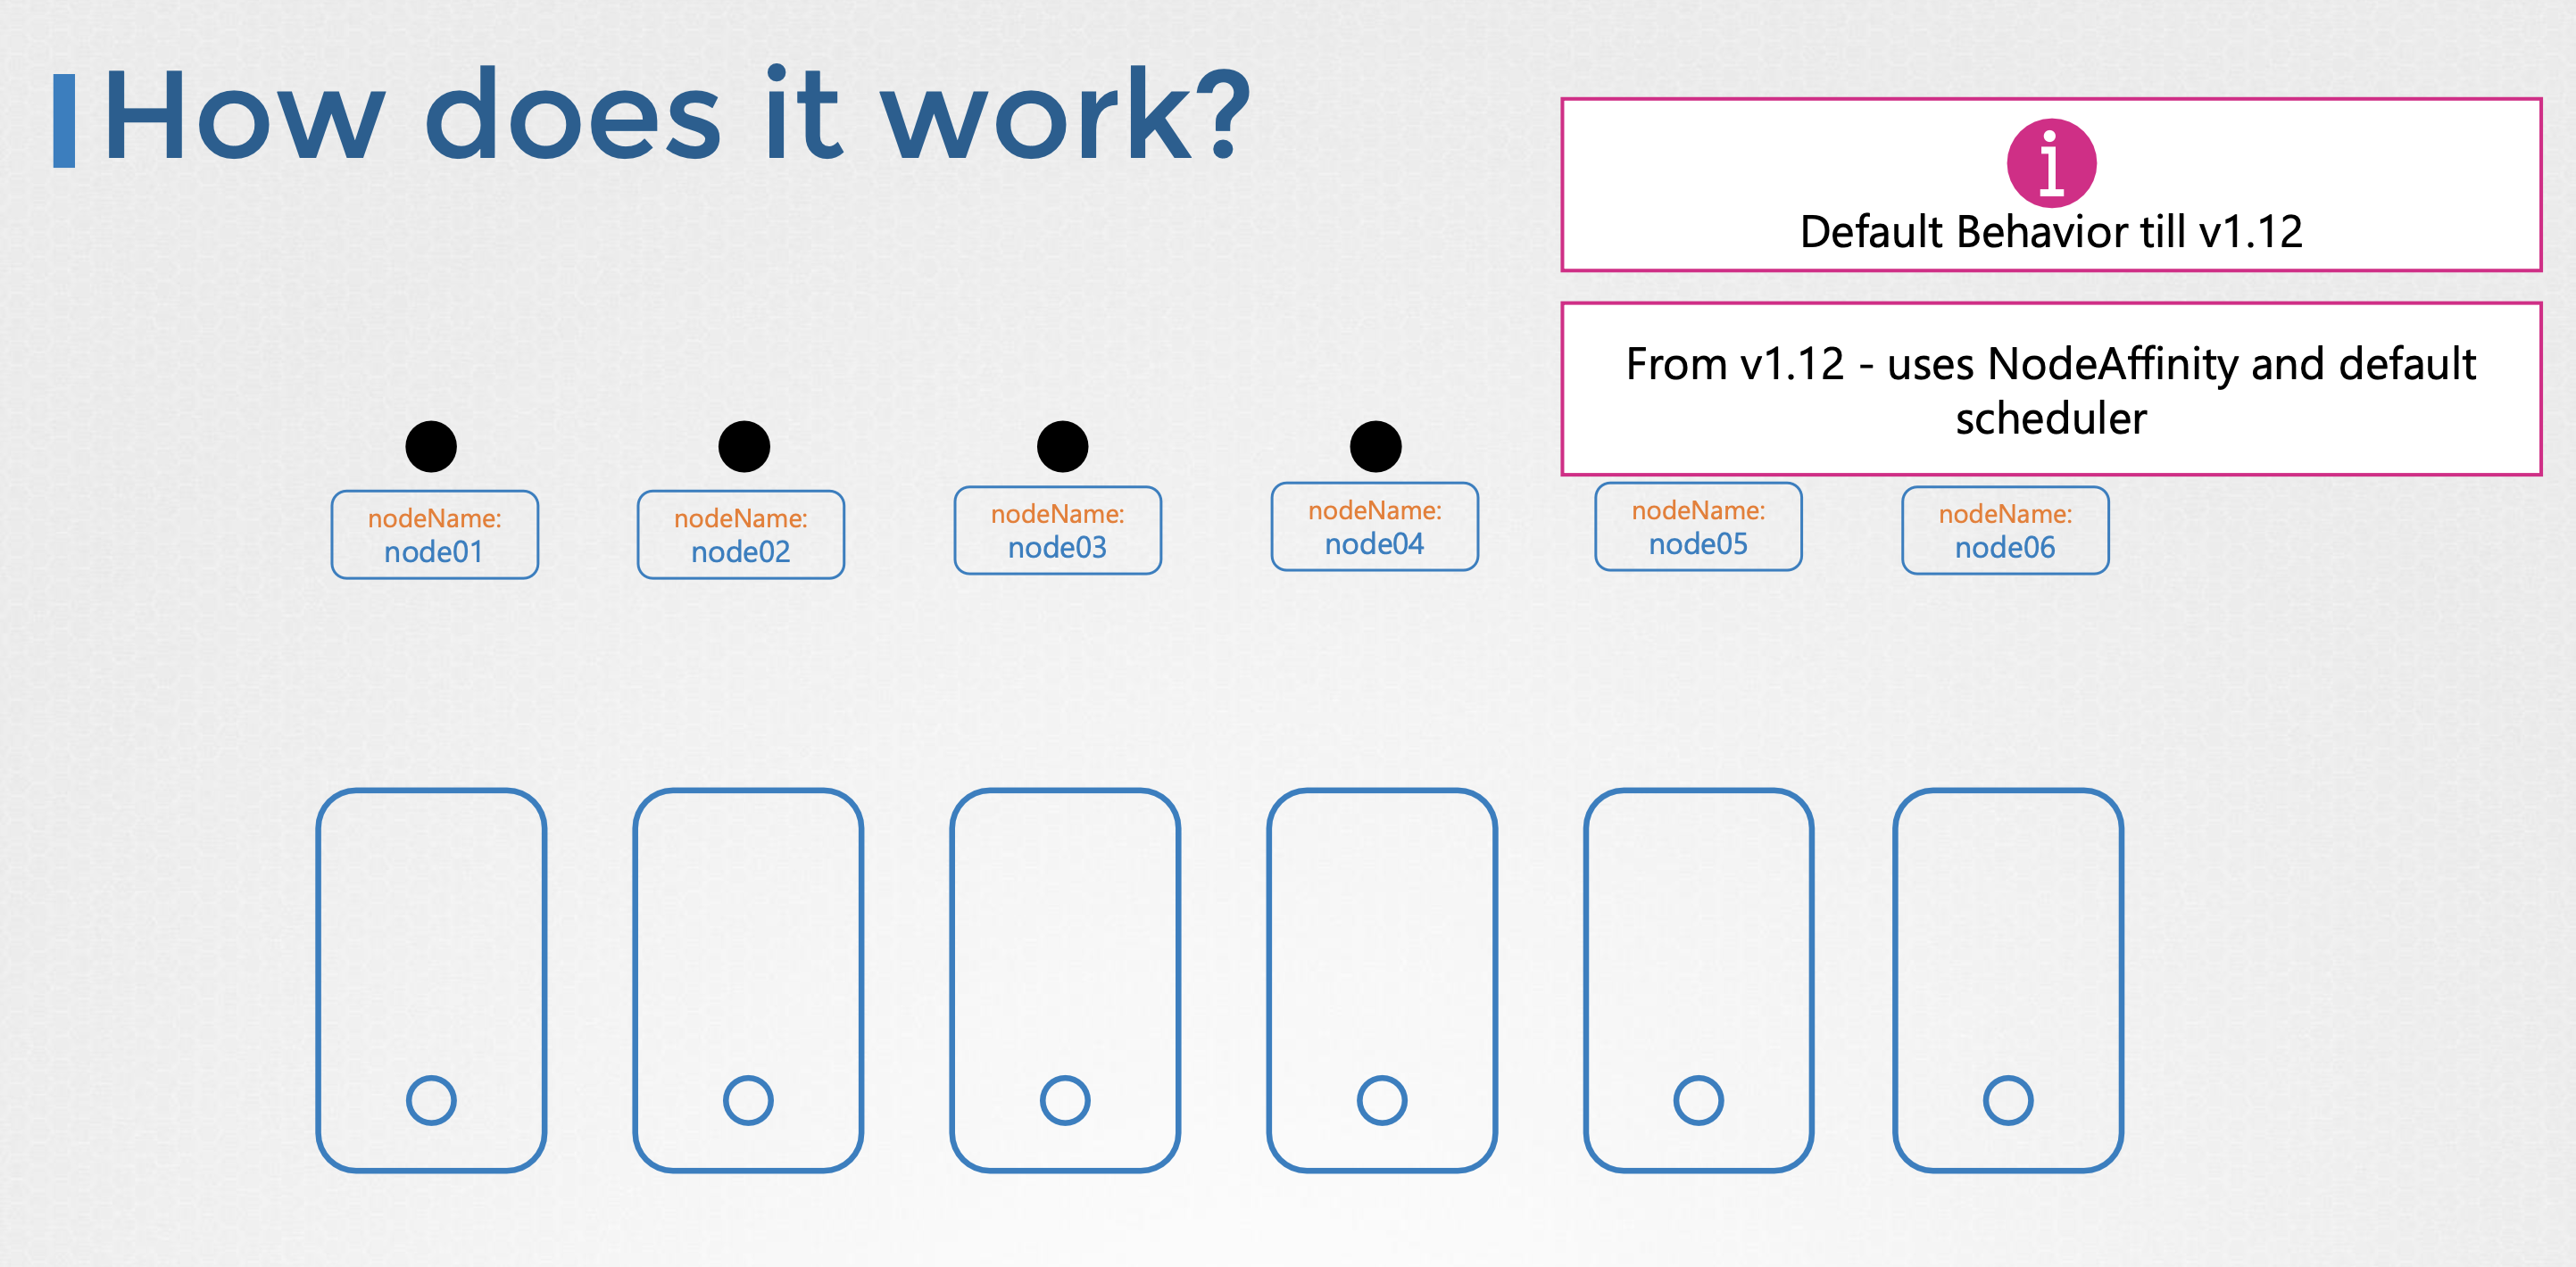 How does it work?
i
Default Behavior till v1.12
From v1.12 - uses NodeAffinity and default
scheduler
nodeName:
node01
nodeName:
node02
nodeName:
node03
nodeName:
node04
nodeName:
node05
nodeName:
node06